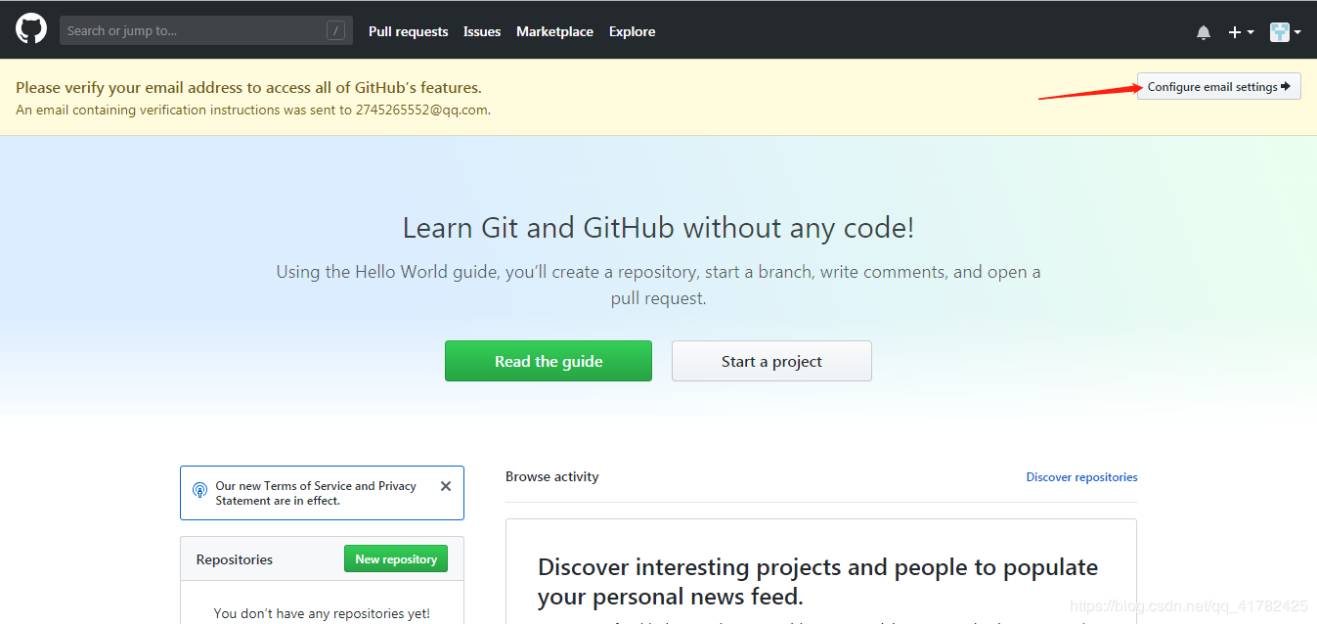 Search or jump to... /
Pull requests Issues Marketplace Explore
Please verify your email address to access all of GitHub's features.
An email containing verification instructions was sent to 2745265552@qq.com.
Configure email settings
Learn Git and GitHub without any code!
Using the Hello World guide, you'll create a repository, start a branch, write comments, and open a
pull request.
Read the guide Start a project
Our new Terms of Service and Privacy
Statement are in effect.
Repositories New repository
You don't have any repositories yet!
Browse activity Discover repositories
Discover interesting projects and people to populate
your personal news feed.
https://blog.csdn.net/qq_41782425